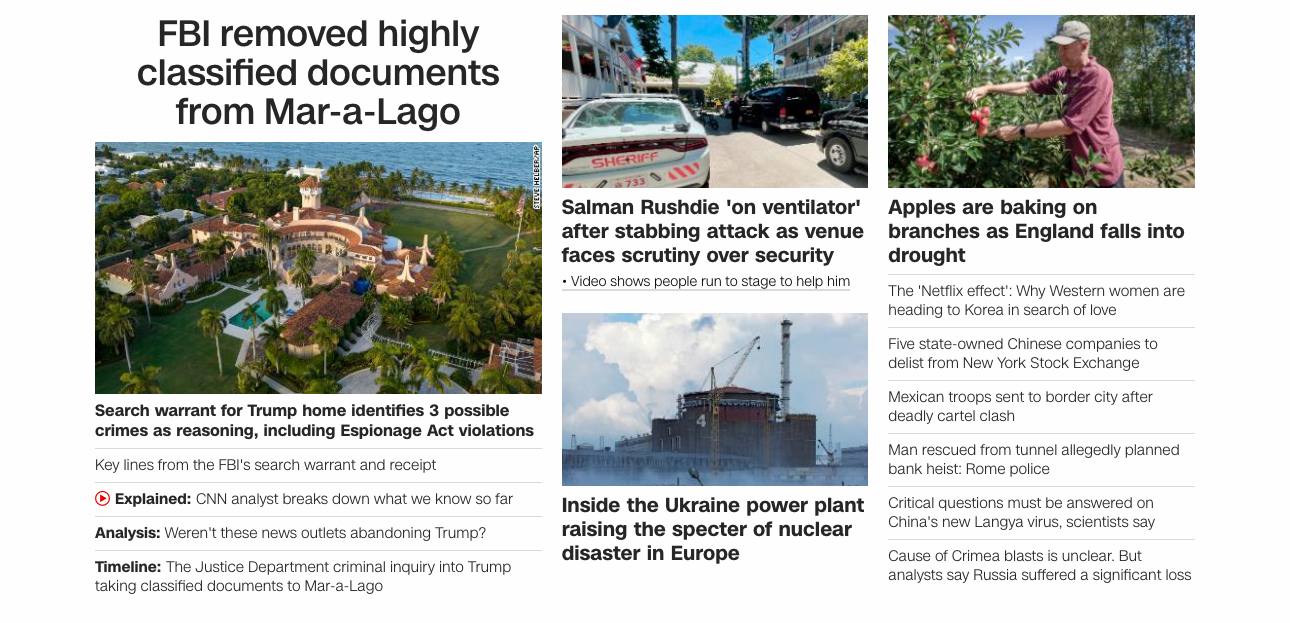 FBI removed highly
classified documents
from Mar-a-Lago
STEVE HELBER/AP
Search warrant for Trump home identifies 3 possible
crimes as reasoning, including Espionage Act violations
Key lines from the FBI's search warrant and receipt
Explained: CNN analyst breaks down what we know so far
Analysis: Weren't these news outlets abandoning Trump?
Timeline: The Justice Department criminal inquiry into Trump
taking classified documents to Mar-a-Lago
SHERIFF
733
Salman Rushdie 'on ventilator'
after stabbing attack as venue
faces scrutiny over security
• Video shows people run to stage to help him
4
Inside the Ukraine power plant
raising the specter of nuclear
disaster in Europe
Apples are baking on
branches as England falls into
drought
The 'Netflix effect': Why Western women are
heading to Korea in search of love
Five state-owned Chinese companies to
delist from New York Stock Exchange
Mexican troops sent to border city after
deadly cartel clash
Man rescued from tunnel allegedly planned
bank heist: Rome police
Critical questions must be answered on
China's new Langya virus, scientists say
Cause of Crimea blasts is unclear. But
analysts say Russia suffered a significant loss